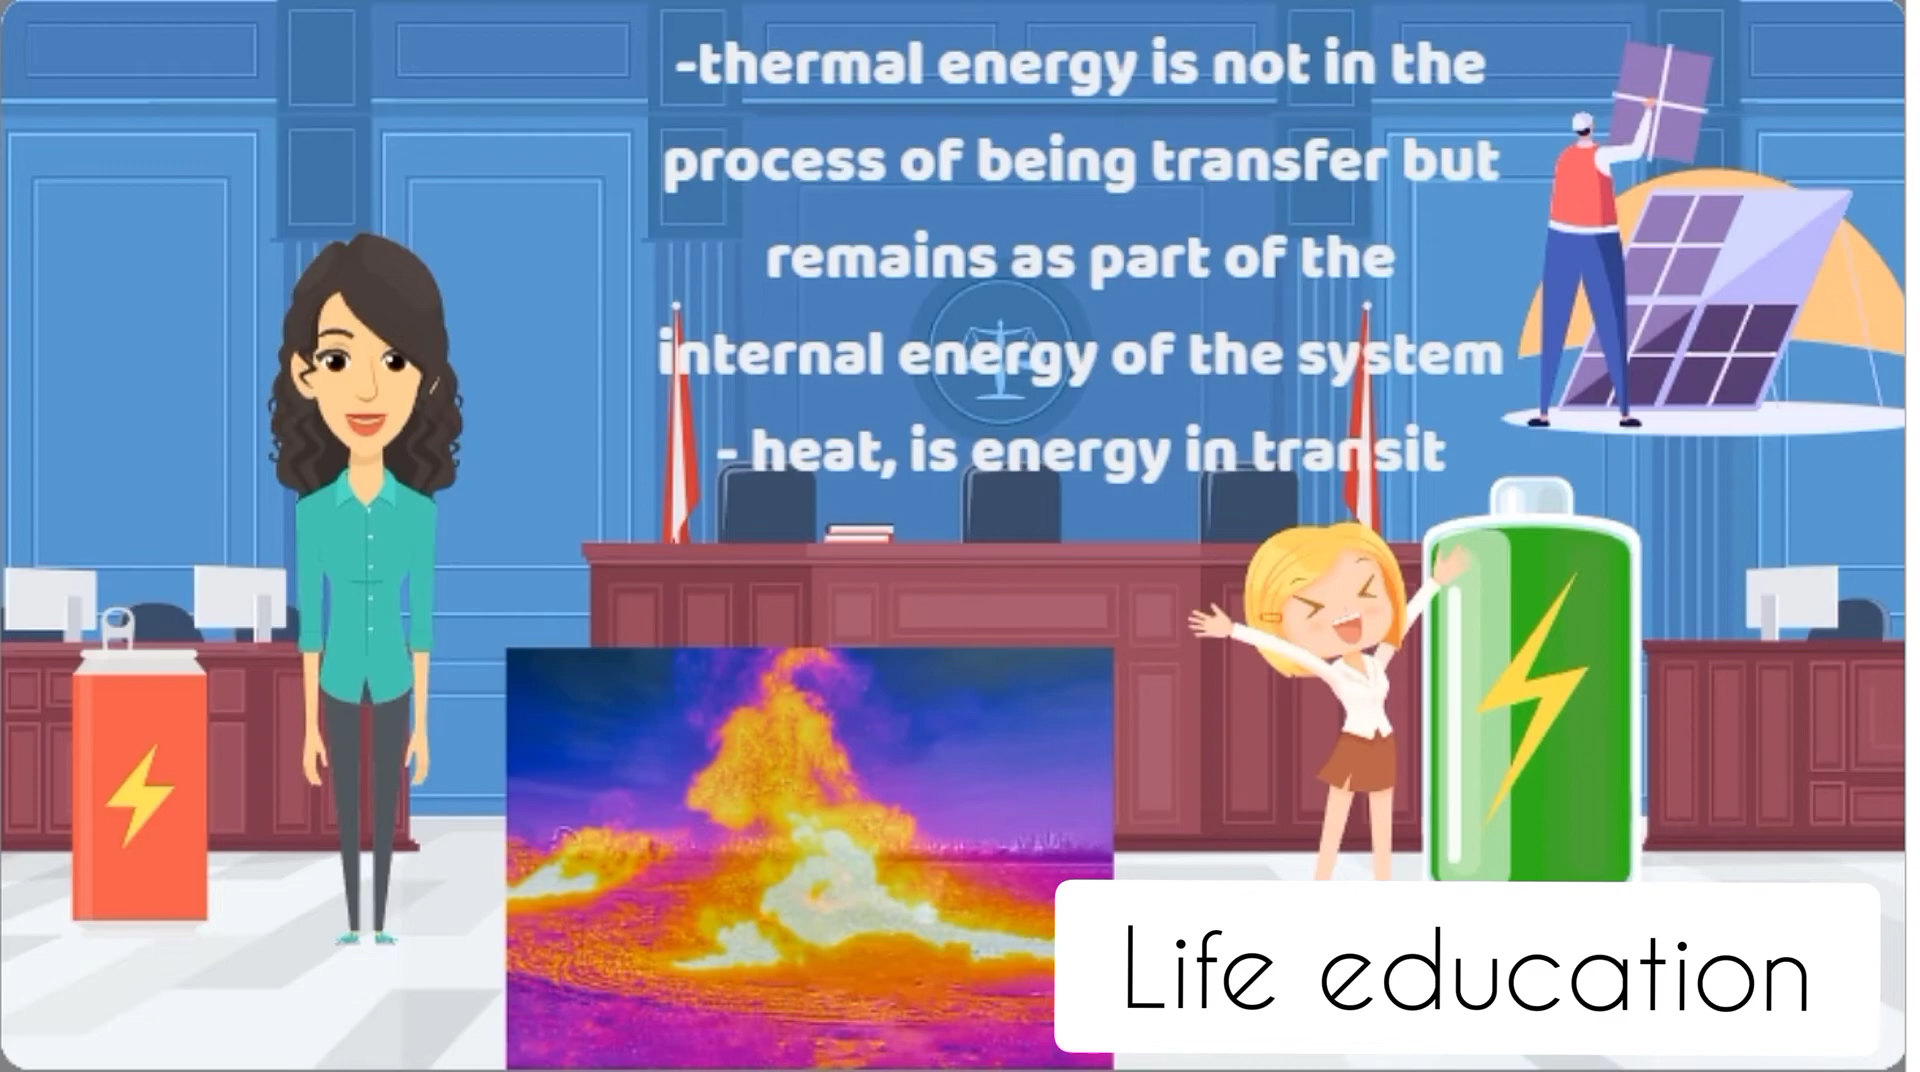 -thermal energy is not in the
process of being transfer but
remains as part of the
internal energy of the system
- heat, is energy in transit
Life education